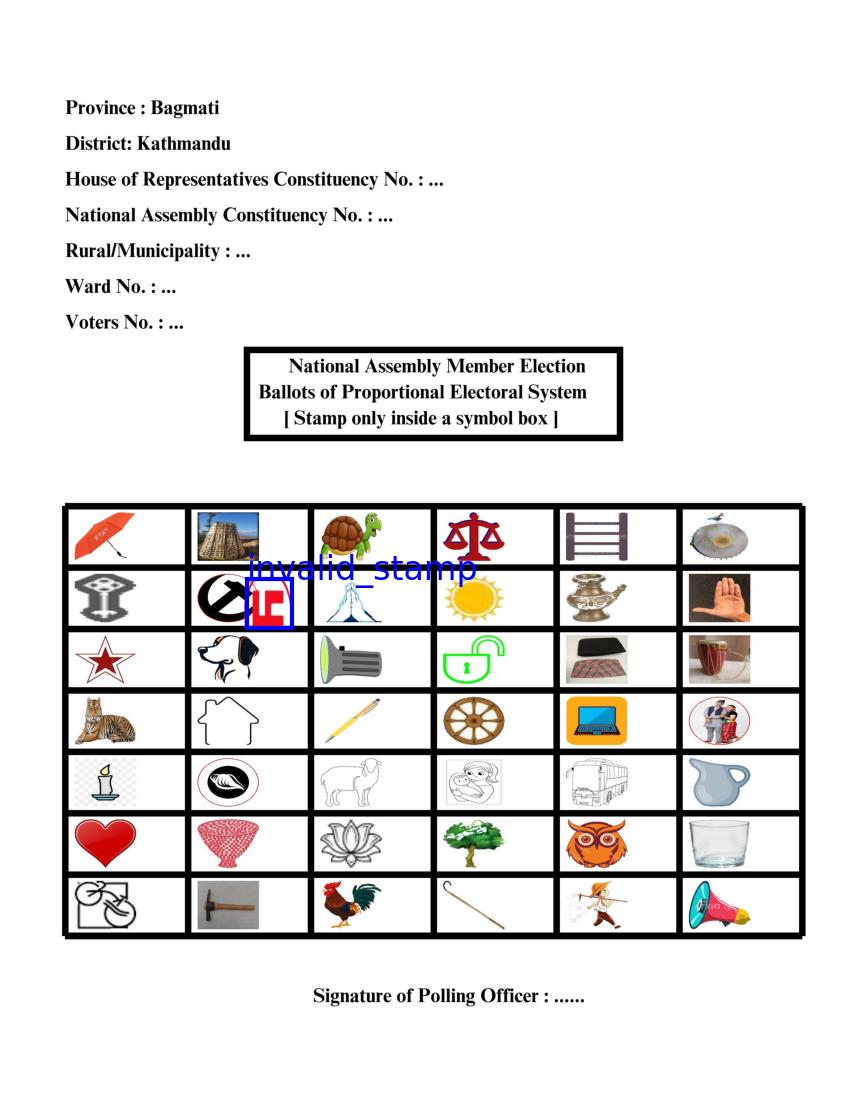 Province : Bagmati
District: Kathmandu
House of Representatives Constituency No. : ...
National Assembly Constituency No. : ...
Rural/Municipality : ...
Ward No. : ...
Voters No. : ...
National Assembly Member Election
Ballots of Proportional Electoral System
[ Stamp only inside a symbol box ]
invalid_stamp
Signature of Polling Officer : ......